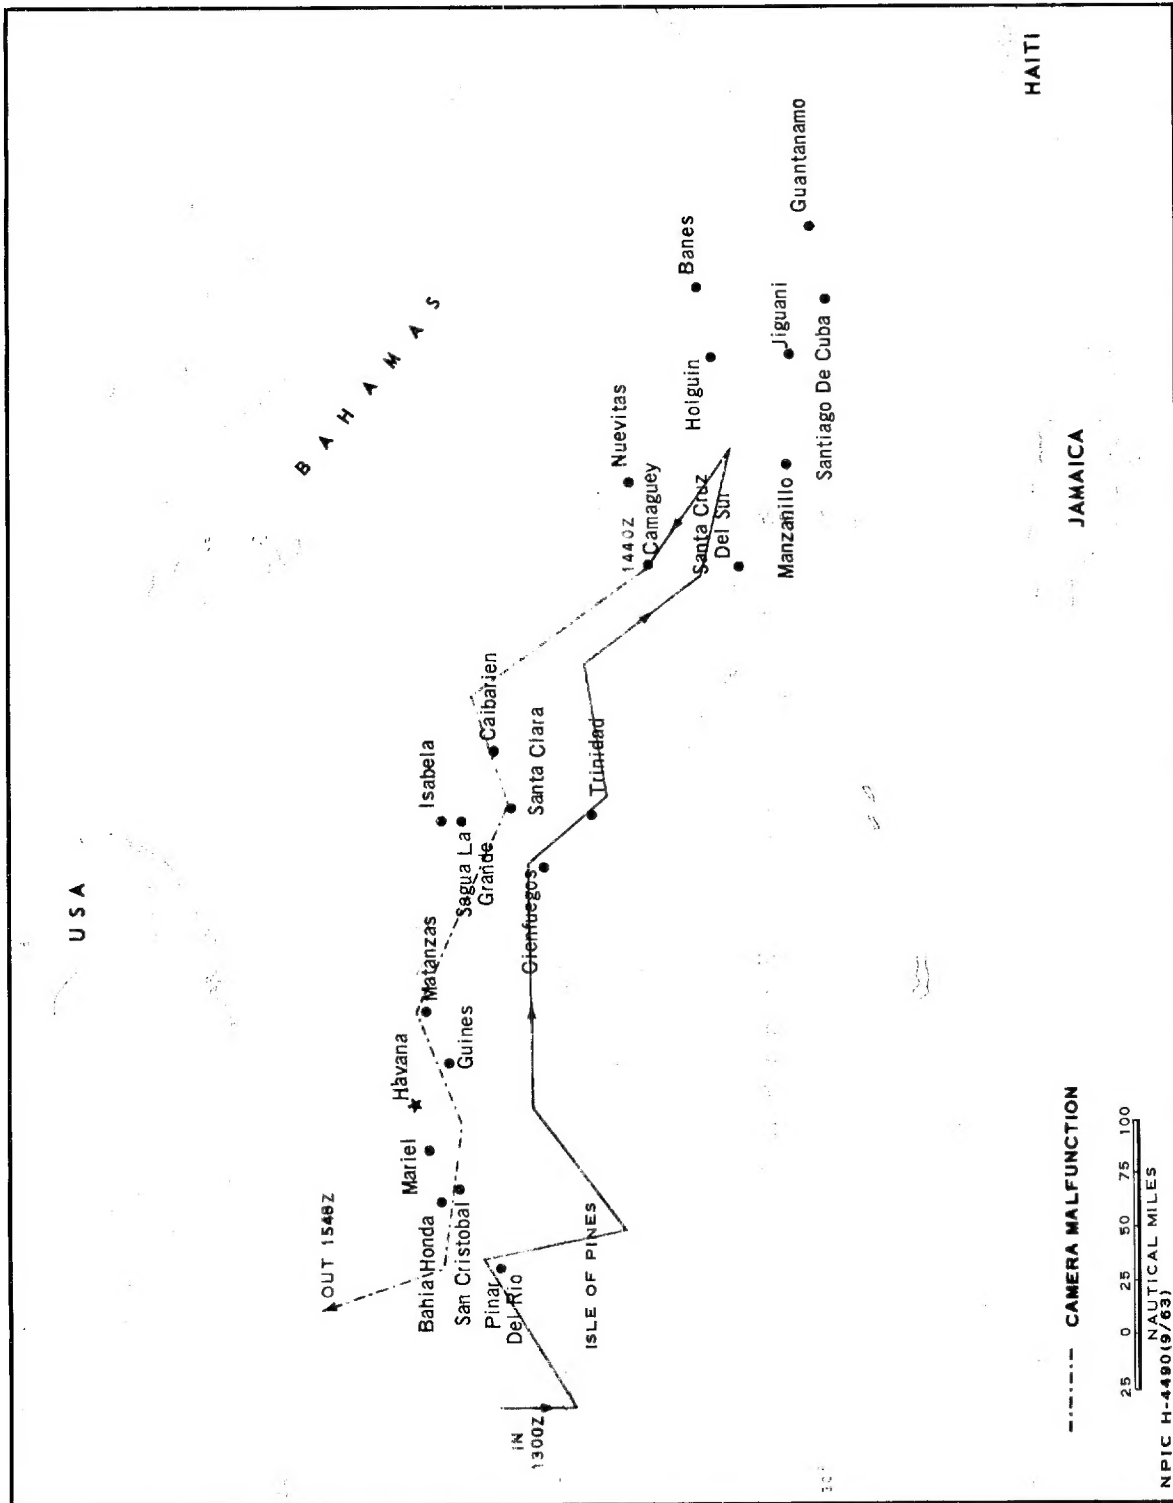 USA
BAHAMAS
HAITI
OUT 1548Z
Bahia Honda
Mariel
Havana
Matanzas
Isabela
San Cristobal
Guines
Sagua La
Grande
Caibarien
Santa Clara
1440Z
Nuevitas
Camaguey
IN
1300Z
Pinar
Del Rio
ISLE OF PINES
Cienfuegos
Trinidad
Santa Cruz
Del Sur
Holguin
Banes
Manzanillo
Jiguani
Guantanamo
Santiago De Cuba
JAMAICA
CAMERA MALFUNCTION
25 0 25 50 75 100
NAUTICAL MILES
NPIC H-4490(9/63)